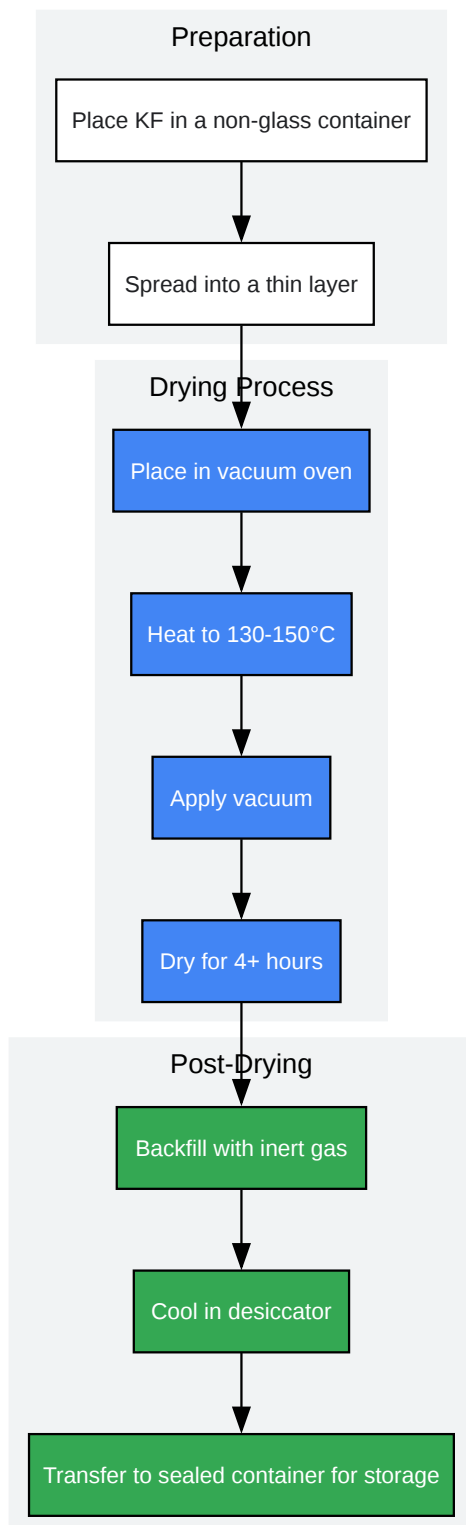 Preparation
Place KF in a non-glass container
Spread into a thin layer
Drying Process
Place in vacuum oven
Heat to 130-150°C
Apply vacuum
Dry for 4+ hours
Post-Drying
Backfill with inert gas
Cool in desiccator
Transfer to sealed container for storage